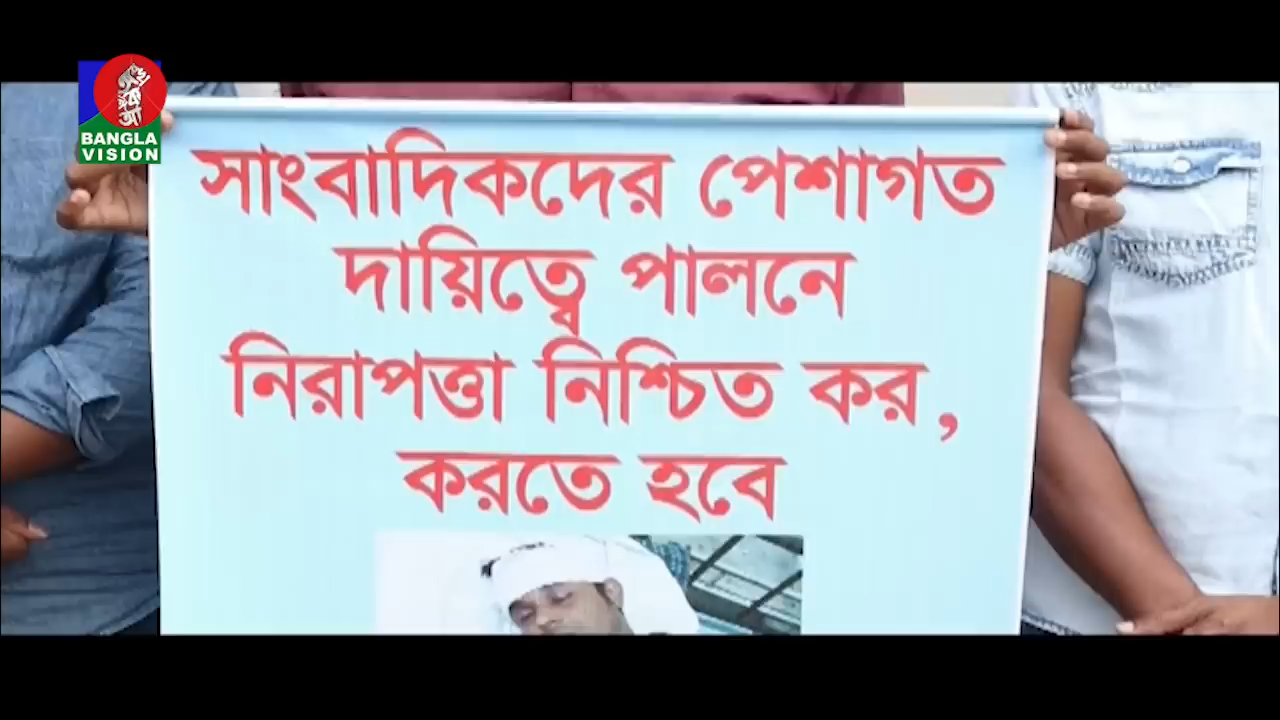 BANGLA
VISION
সাংবাদিকদের পেশাগত
দায়িত্বে পালনে
নিরাপত্তা নিশ্চিত কর,
করতে হবে